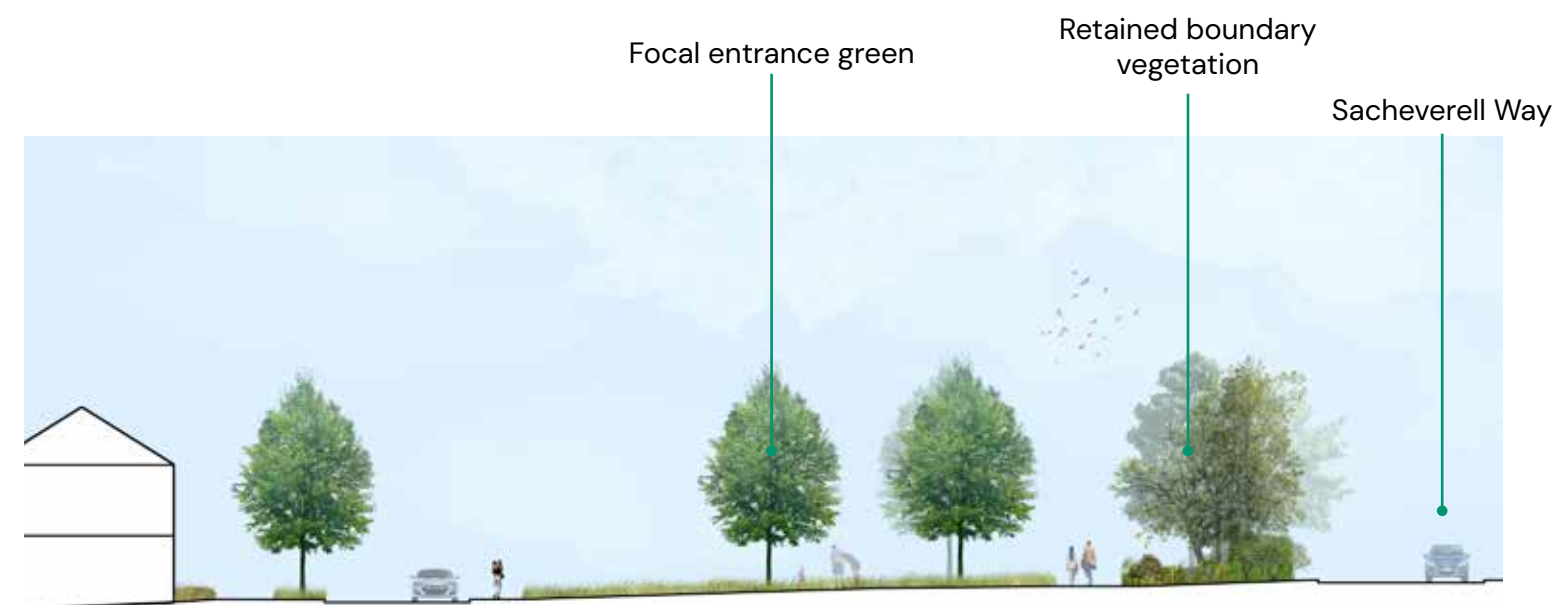 Focal entrance green
Retained boundary
vegetation
Sacheverell Way